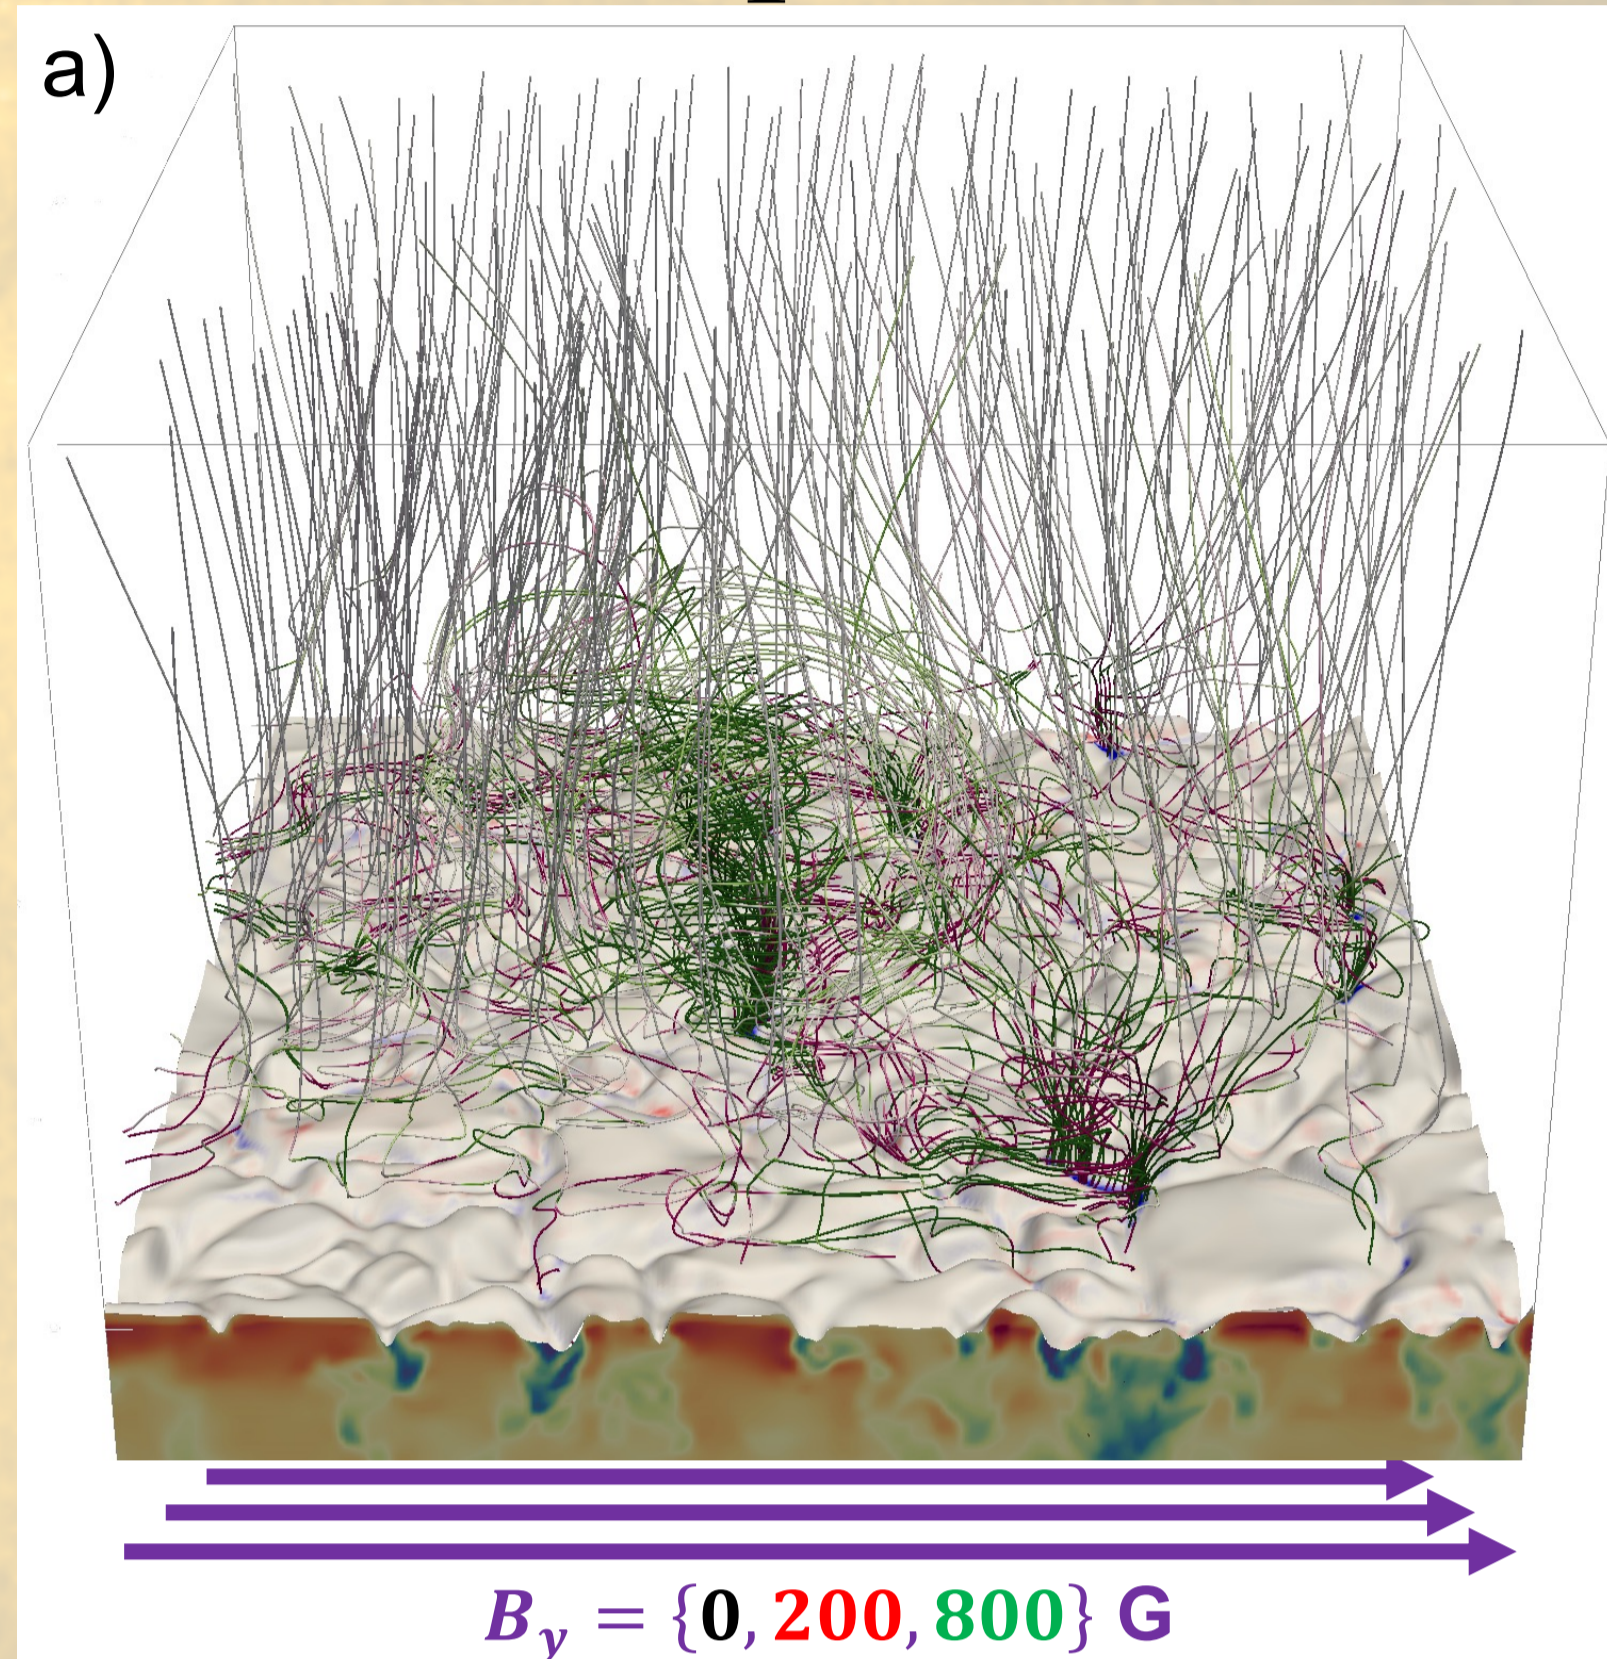 a)
B_y = {0, 200, 800} G